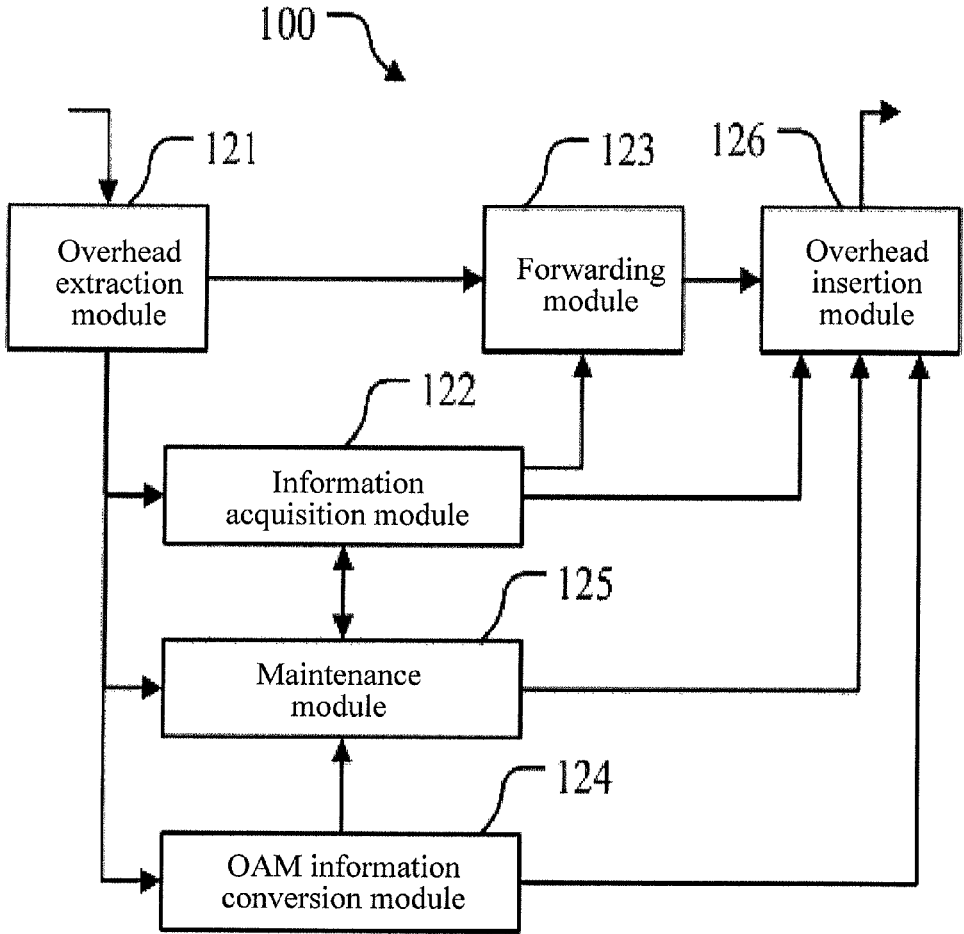 100
121
123
126
Overhead
extraction
module
Forwarding
module
Overhead
insertion
module
122
Information
acquisition module
125
Maintenance
module
124
OAM information
conversion module